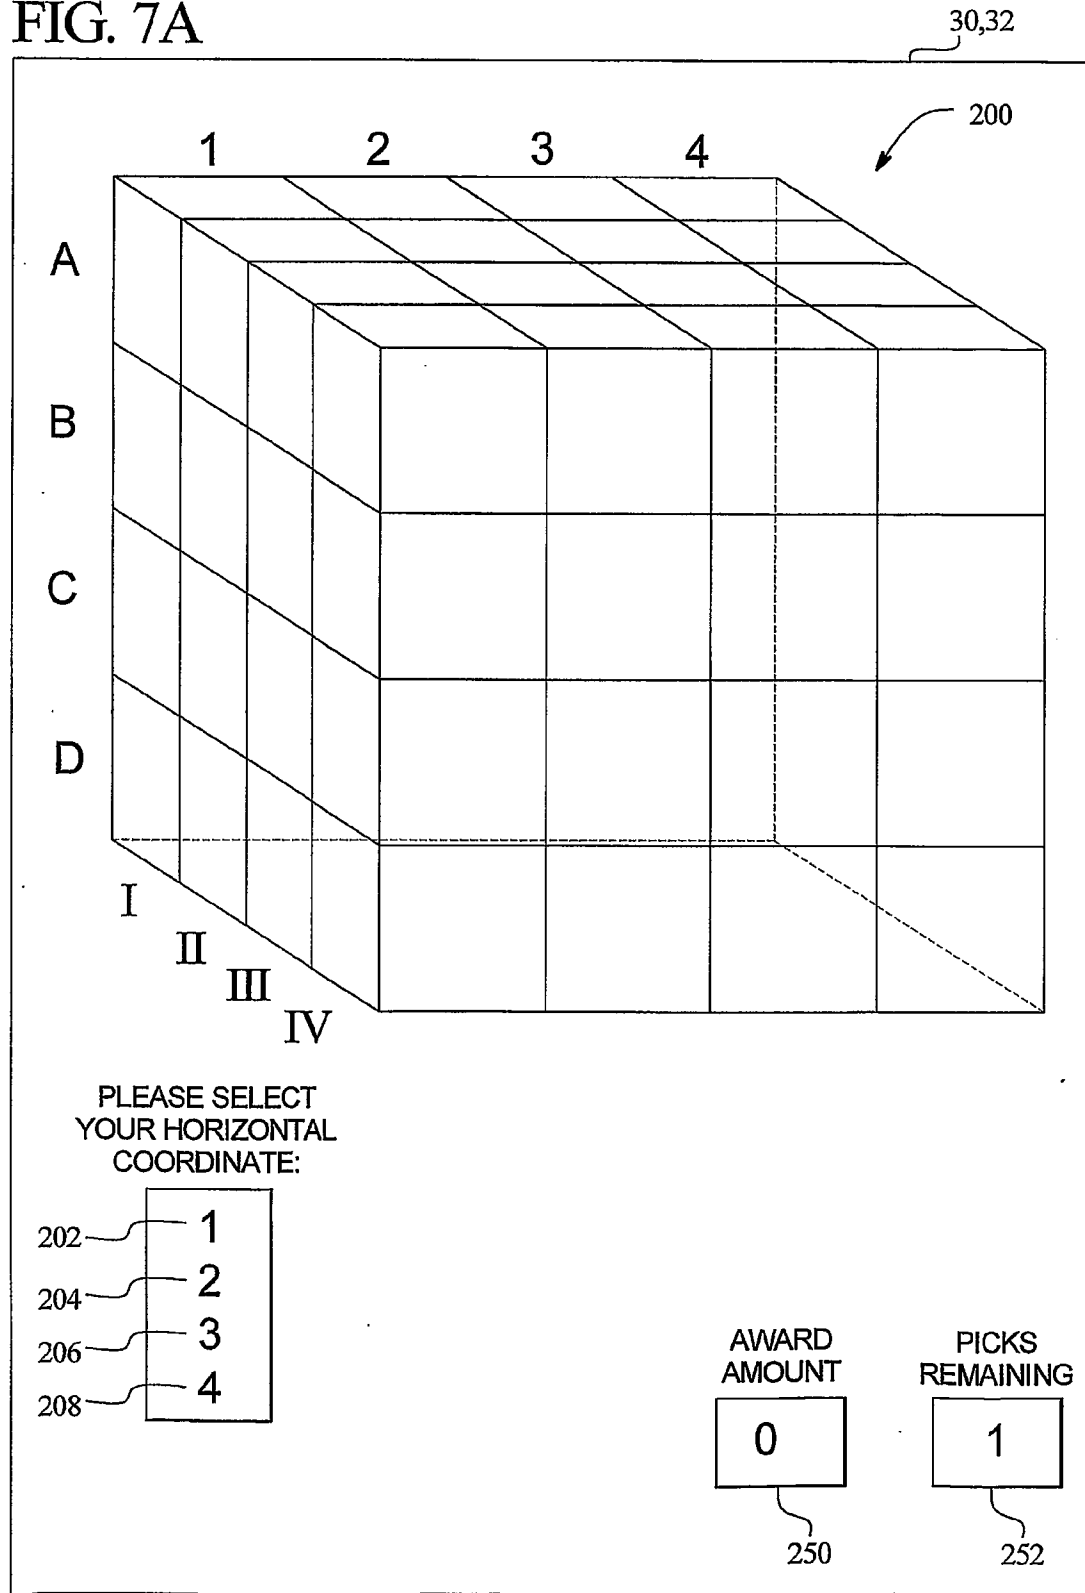 FIG. 7A
30,32
200
1 2 3 4
A
B
C
D
I
II
III
IV
PLEASE SELECT
YOUR HORIZONTAL
COORDINATE:
202 1
204 2
206 3
208 4
AWARD
AMOUNT
0
250
PICKS
REMAINING
1
252